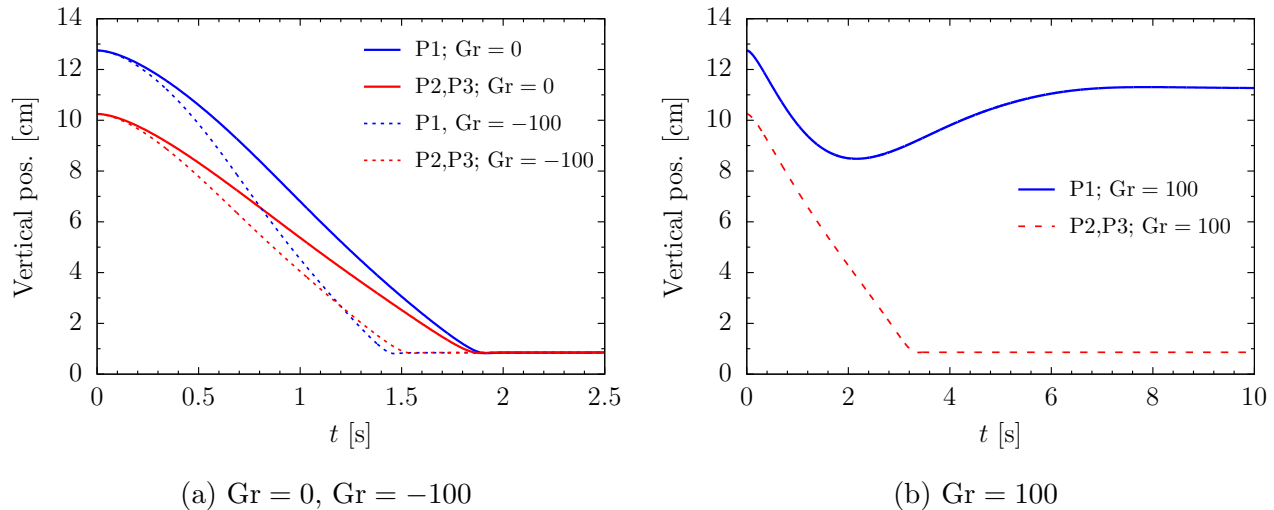 14
12
10
8
6
4
2
0
Vertical pos. [cm]
0
0.5
1
1.5
2
2.5
t [s]
P1; Gr = 0
P2,P3; Gr = 0
P1, Gr = −100
P2,P3; Gr = −100
(a) Gr = 0, Gr = −100
14
12
10
8
6
4
2
0
Vertical pos. [cm]
0
2
4
6
8
10
t [s]
P1; Gr = 100
P2,P3; Gr = 100
(b) Gr = 100